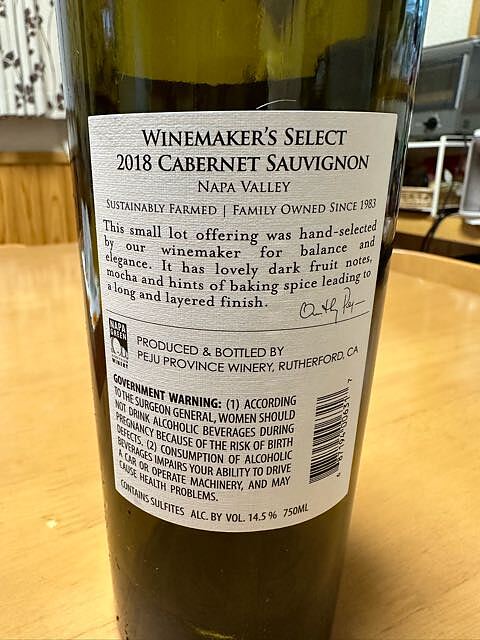 WINEMAKER'S SELECT
2018 CABERNET SAUVIGNON
NAPA VALLEY
SUSTAINABLY FARMED | FAMILY OWNED SINCE 1983
This small lot offering was hand-selected
by our winemaker for balance and
elegance. It has lovely dark fruit notes,
mocha and hints of baking spice leading to
a long and layered finish.
NAPA
GREEN
WINERY
PRODUCED & BOTTLED BY
PEJU PROVINCE WINERY, RUTHERFORD, CA
GOVERNMENT WARNING: (1) ACCORDING
TO THE SURGEON GENERAL, WOMEN SHOULD
NOT DRINK ALCOHOLIC BEVERAGES DURING
PREGNANCY BECAUSE OF THE RISK OF BIRTH
DEFECTS. (2) CONSUMPTION OF ALCOHOLIC
BEVERAGES IMPAIRS YOUR ABILITY TO DRIVE
A CAR OR OPERATE MACHINERY, AND MAY
CAUSE HEALTH PROBLEMS.
CONTAINS SULFITES ALC. BY VOL. 14.5 % 750ML